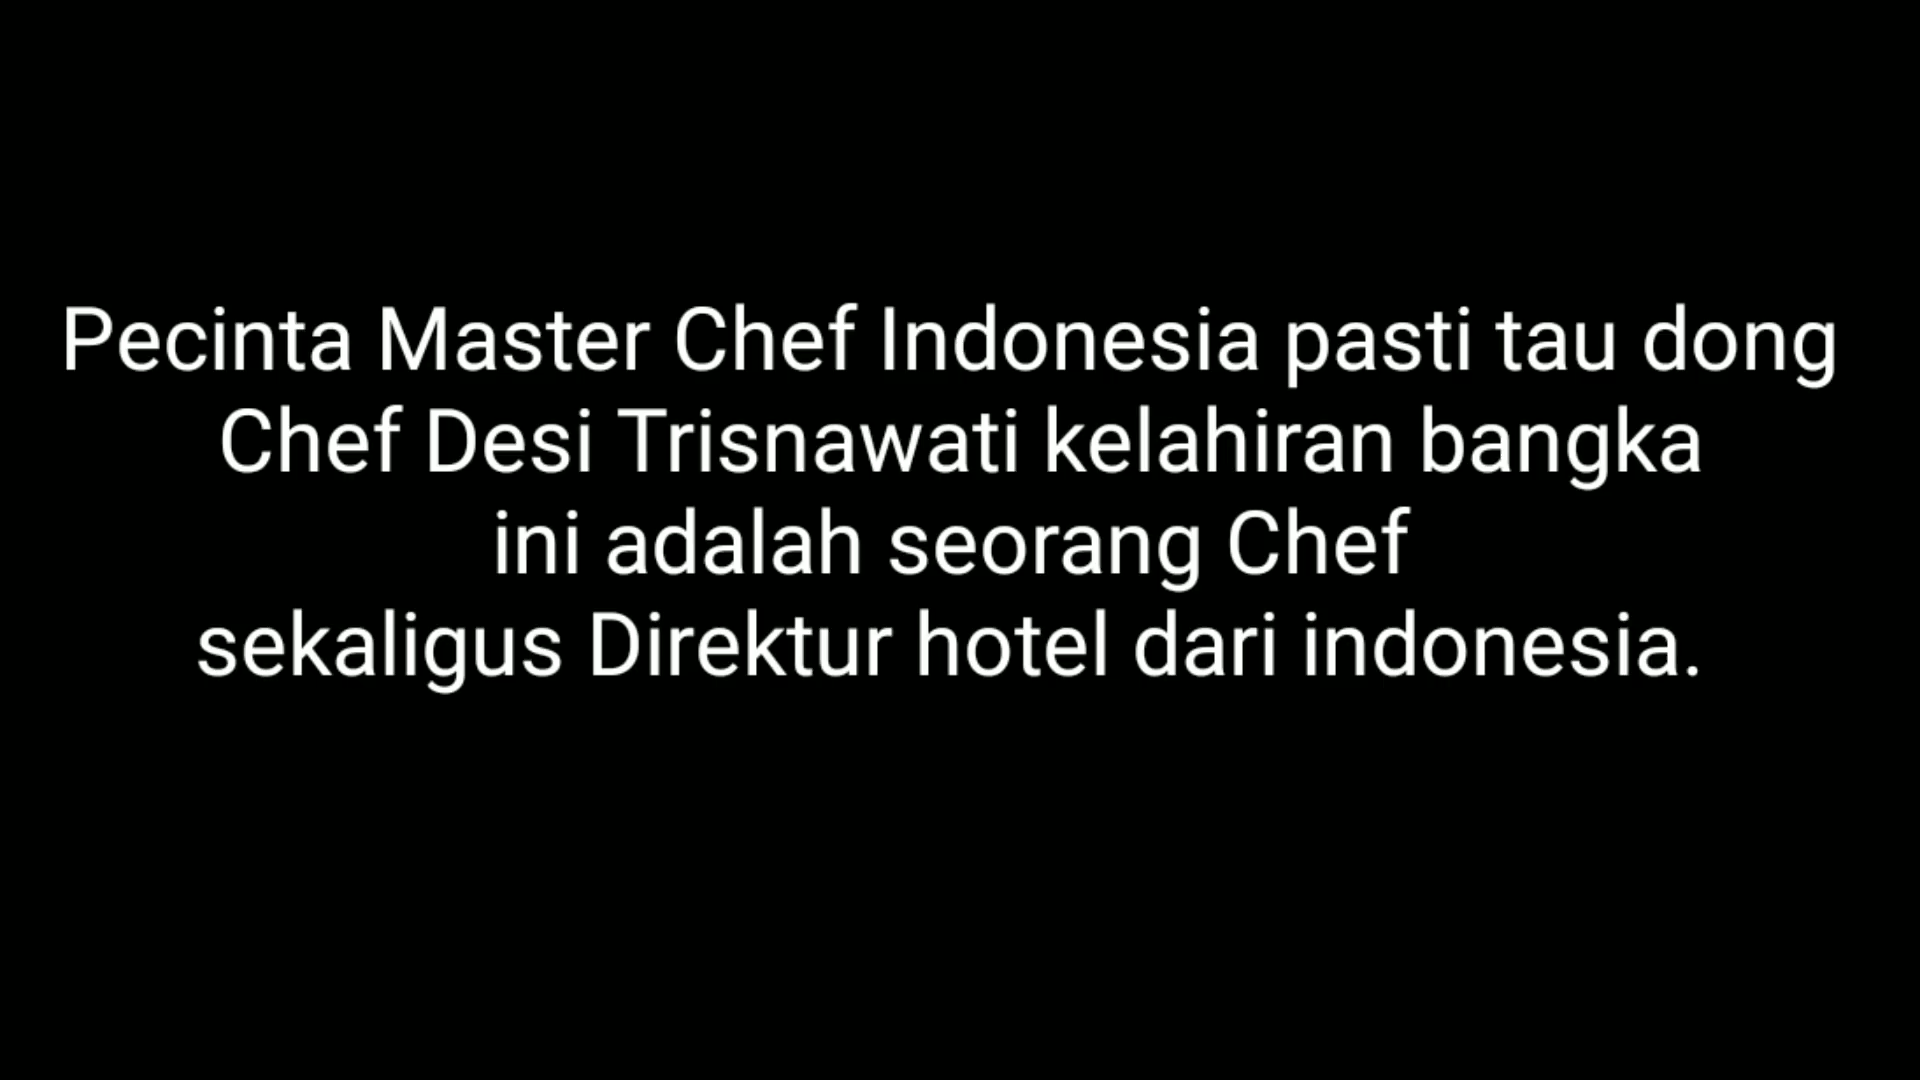 Pecinta Master Chef Indonesia pasti tau dong
Chef Desi Trisnawati kelahiran bangka
ini adalah seorang Chef
sekaligus Direktur hotel dari indonesia.